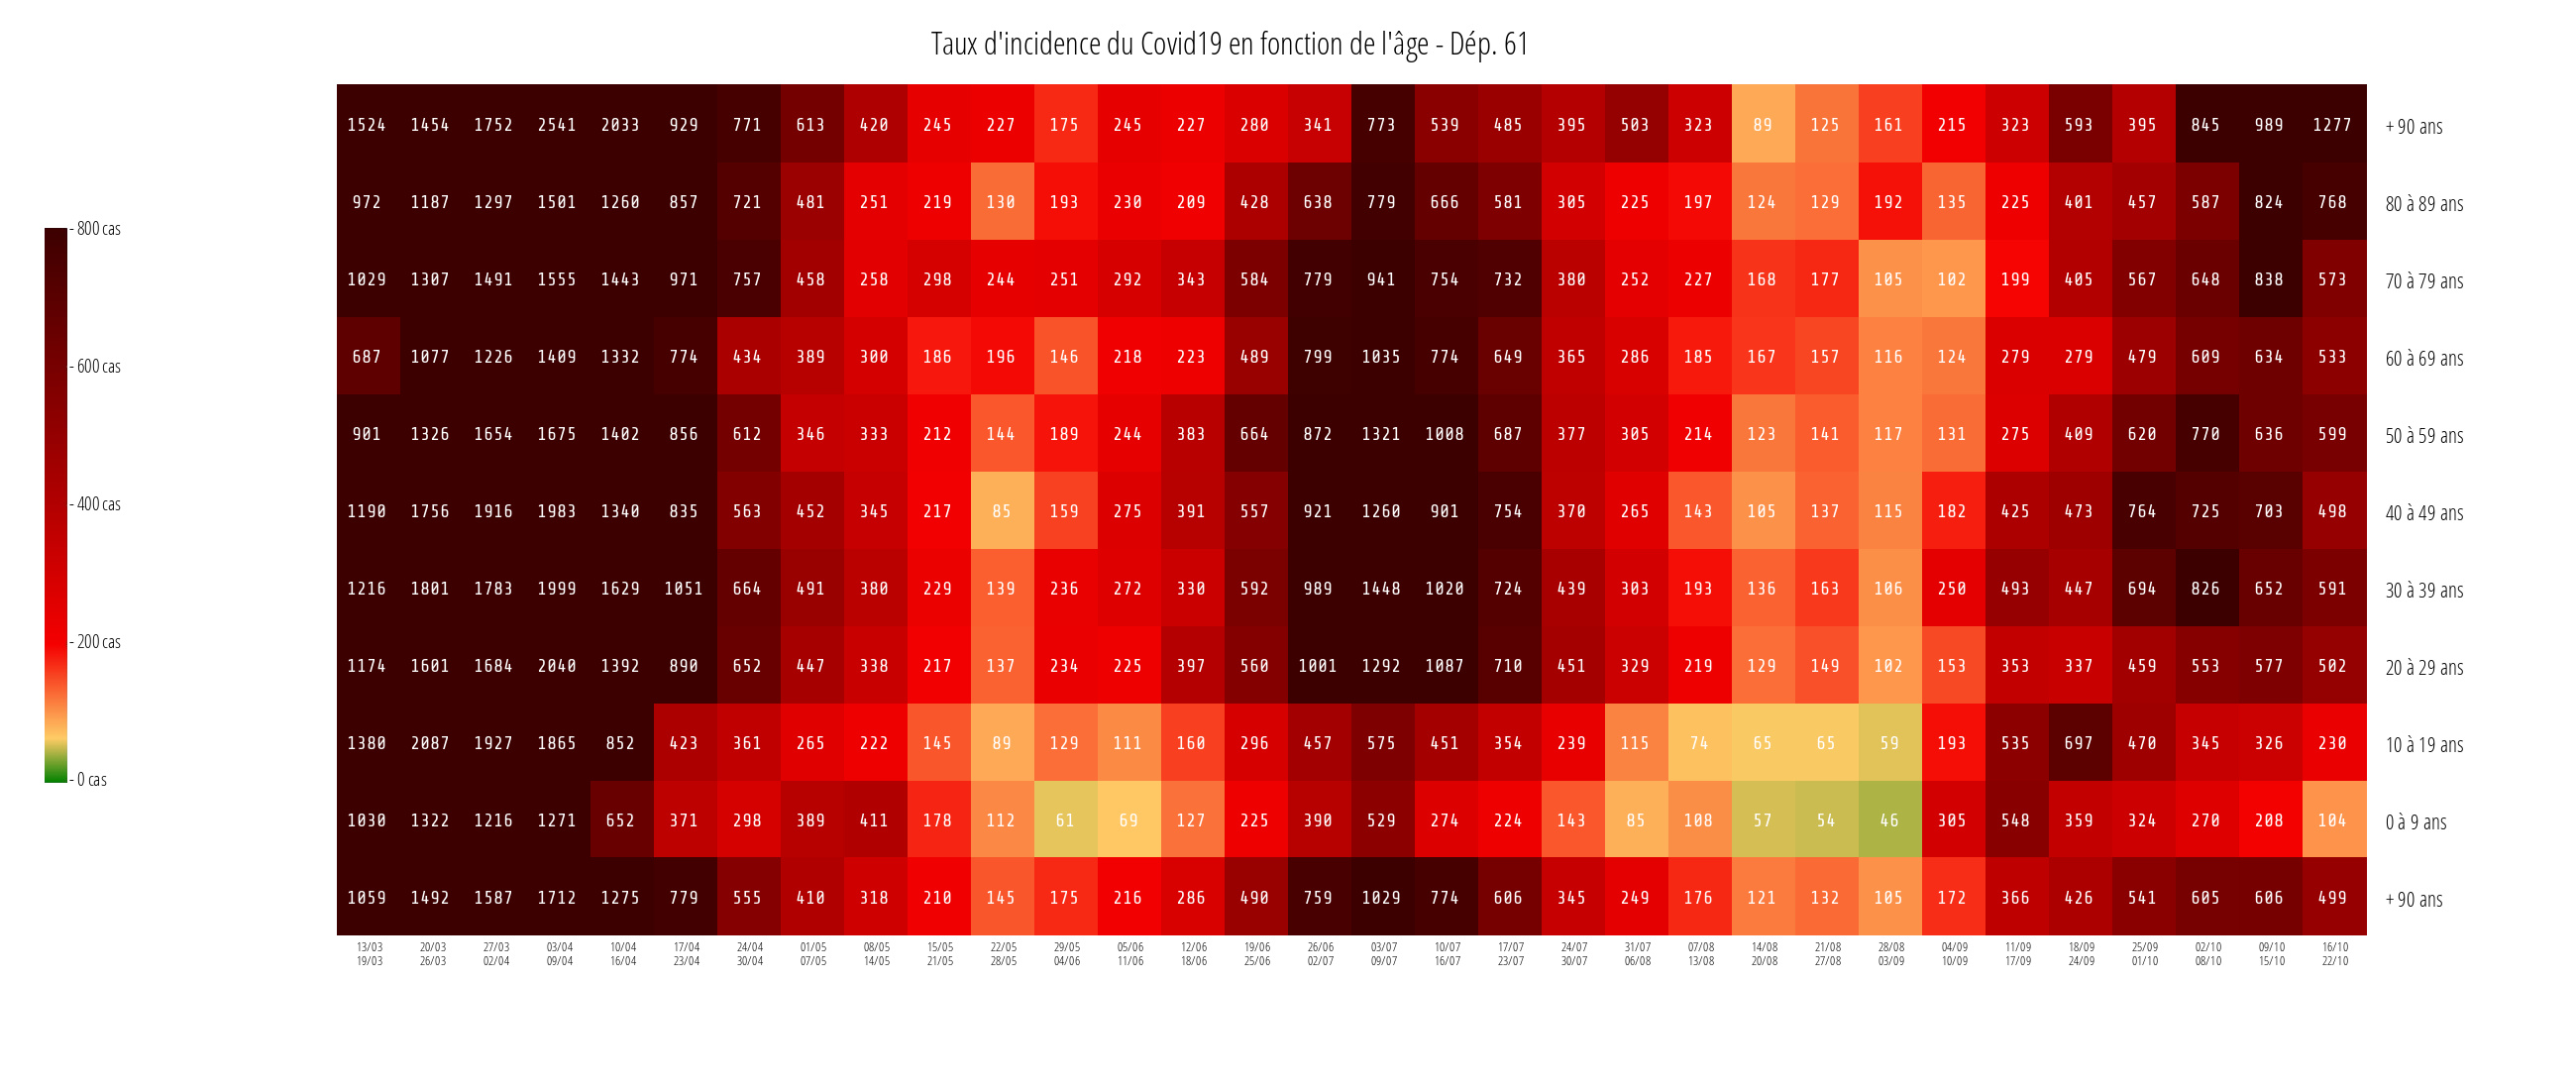 Taux d'incidence du Covid19 en fonction de l'âge - Dép. 61
- 800 cas
- 600 cas
- 400 cas
- 200 cas
- 0 cas
1524 1454 1752 2541 2033 929 771 613 420 245 227 175 245 227 280 341 773 539 485 395 503 323 89 125 161 215 323 593 395 845 989 1277 + 90 ans
972 1187 1297 1501 1260 857 721 481 251 219 130 193 230 209 428 638 779 666 581 305 225 197 124 129 192 135 225 401 457 587 824 768 80 à 89 ans
1029 1307 1491 1555 1443 971 757 458 258 298 244 251 292 343 584 779 941 754 732 380 252 227 168 177 105 102 199 405 567 648 838 573 70 à 79 ans
687 1077 1226 1409 1332 774 434 389 300 186 196 146 218 223 489 799 1035 774 649 365 286 185 167 157 116 124 279 279 479 609 634 533 60 à 69 ans
901 1326 1654 1675 1402 856 612 346 333 212 144 189 244 383 664 872 1321 1008 687 377 305 214 123 141 117 131 275 409 620 770 636 599 50 à 59 ans
1190 1756 1916 1983 1340 835 563 452 345 217 85 159 275 391 557 921 1260 901 754 370 265 143 105 137 115 182 425 473 764 725 703 498 40 à 49 ans
1216 1801 1783 1999 1629 1051 664 491 380 229 139 236 272 330 592 989 1448 1020 724 439 303 193 136 163 106 250 493 447 694 826 652 591 30 à 39 ans
1174 1601 1684 2040 1392 890 652 447 338 217 137 234 225 397 560 1001 1292 1087 710 451 329 219 129 149 102 153 353 337 459 553 577 502 20 à 29 ans
1380 2087 1927 1865 852 423 361 265 222 145 89 129 111 160 296 457 575 451 354 239 115 74 65 65 59 193 535 697 470 345 326 230 10 à 19 ans
1030 1322 1216 1271 652 371 298 389 411 178 112 61 69 127 225 390 529 274 224 143 85 108 57 54 46 305 548 359 324 270 208 104 0 à 9 ans
1059 1492 1587 1712 1275 779 555 410 318 210 145 175 216 286 490 759 1029 774 606 345 249 176 121 132 105 172 366 426 541 605 606 499 + 90 ans
13/03 20/03 27/03 03/04 10/04 17/04 24/04 01/05 08/05 15/05 22/05 29/05 05/06 12/06 19/06 26/06 03/07 10/07 17/07 24/07 31/07 07/08 14/08 21/08 28/08 04/09 11/09 18/09 25/09 02/10 09/10 16/10
19/03 26/03 02/04 09/04 16/04 23/04 30/04 07/05 14/05 21/05 28/05 04/06 11/06 18/06 25/06 02/07 09/07 16/07 23/07 30/07 06/08 13/08 20/08 27/08 03/09 10/09 17/09 24/09 01/10 08/10 15/10 22/10